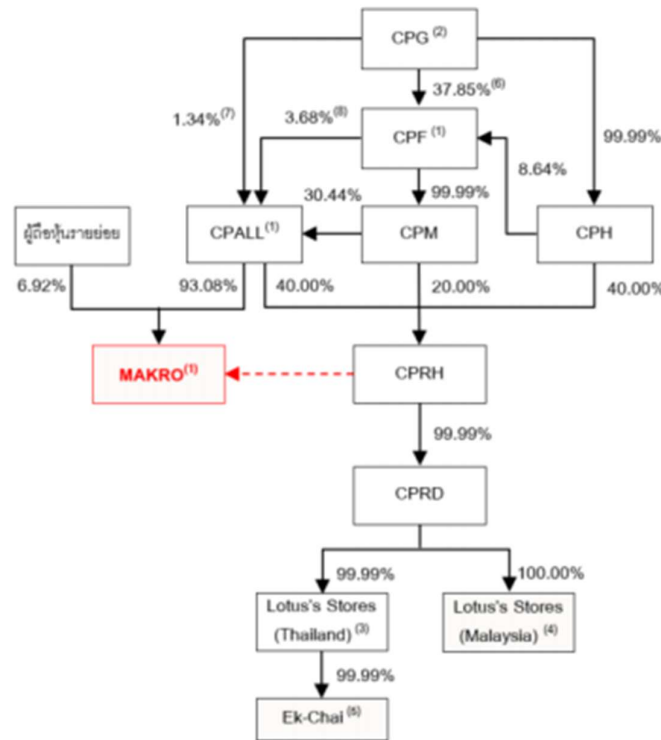 CPG (2)
37.85%(6)
1.34%(7)
3.68%(8)
CPF (1)
99.99%
8.64%
30.44%
99.99%
ผู้ถือหุ้นรายย่อย
CPALL(1)
CPM
CPH
6.92%
93.08%
40.00%
20.00%
40.00%
MAKRO(1)
CPRH
99.99%
CPRD
99.99%
100.00%
Lotus's Stores
(Thailand) (3)
Lotus's Stores
(Malaysia) (4)
99.99%
Ek-Chai (5)